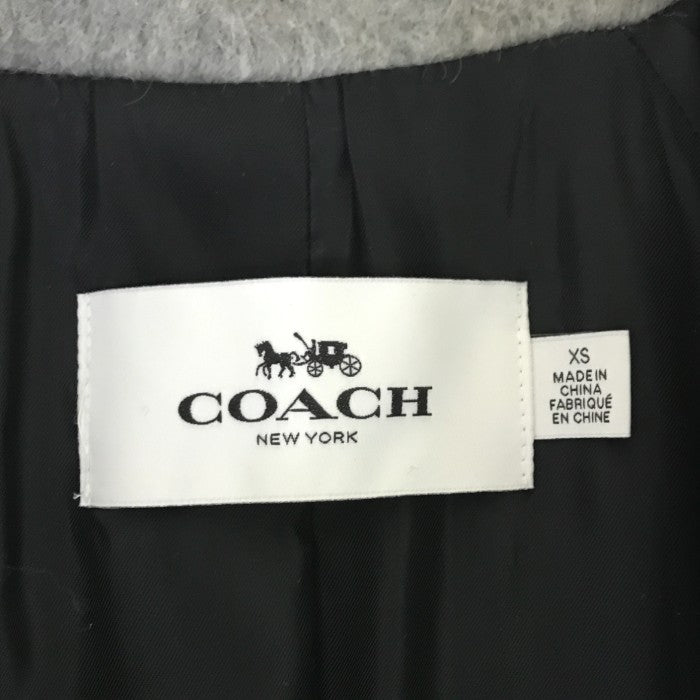 COACH
NEW YORK
XS
MADE IN
CHINA
FABRIQUÉ
EN CHINE